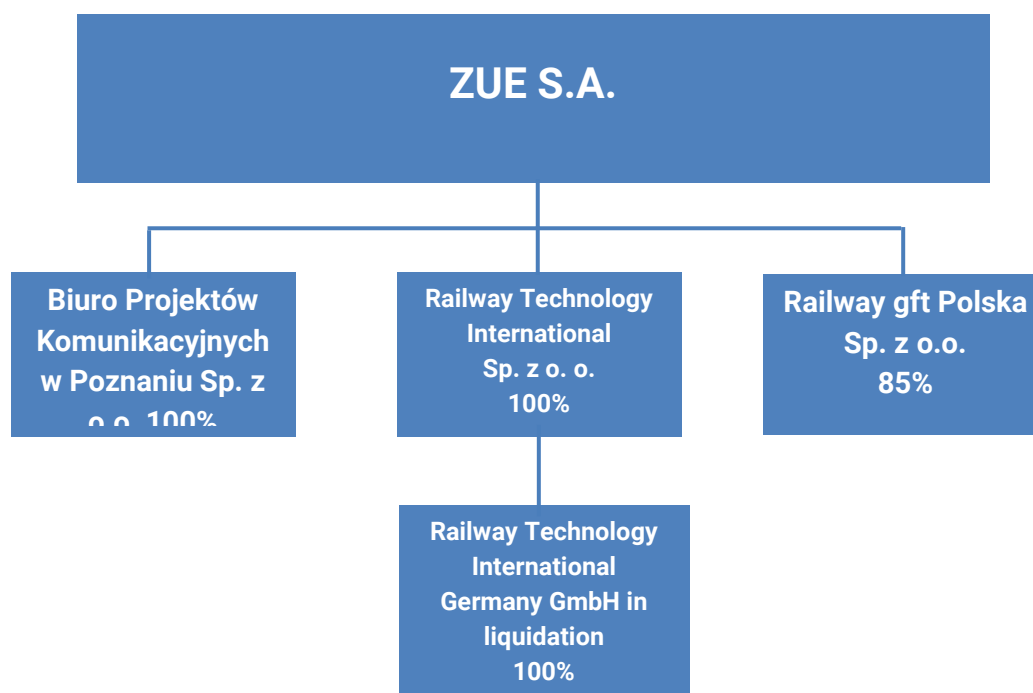 ZUE S.A.
Biuro Projektów
Komunikacyjnych
w Poznaniu Sp. z
o.o. 100%
Railway Technology
International
Sp. z o. o.
100%
Railway gft Polska
Sp. z o.o.
85%
Railway Technology
International
Germany GmbH in
liquidation
100%